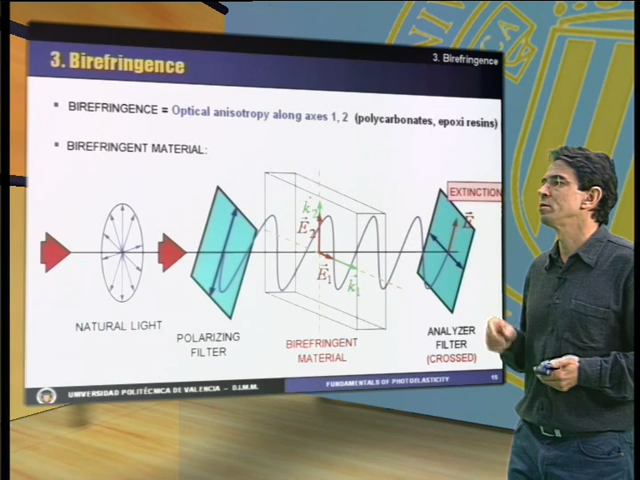 3. Birefringence
3. Birefringence
BIREFRINGENCE = Optical anisotropy along axes 1, 2 (polycarbonates, epoxi resins)
BIREFRINGENT MATERIAL:
EXTINCTION
k2
E2
E
E1
k1
NATURAL LIGHT
POLARIZING
FILTER
BIREFRINGENT
MATERIAL
ANALYZER
FILTER
(CROSSED)
UNIVERSIDAD POLITÉCNICA DE VALENCIA – D.I.M.M.
FUNDAMENTALS OF PHOTOELASTICITY
15